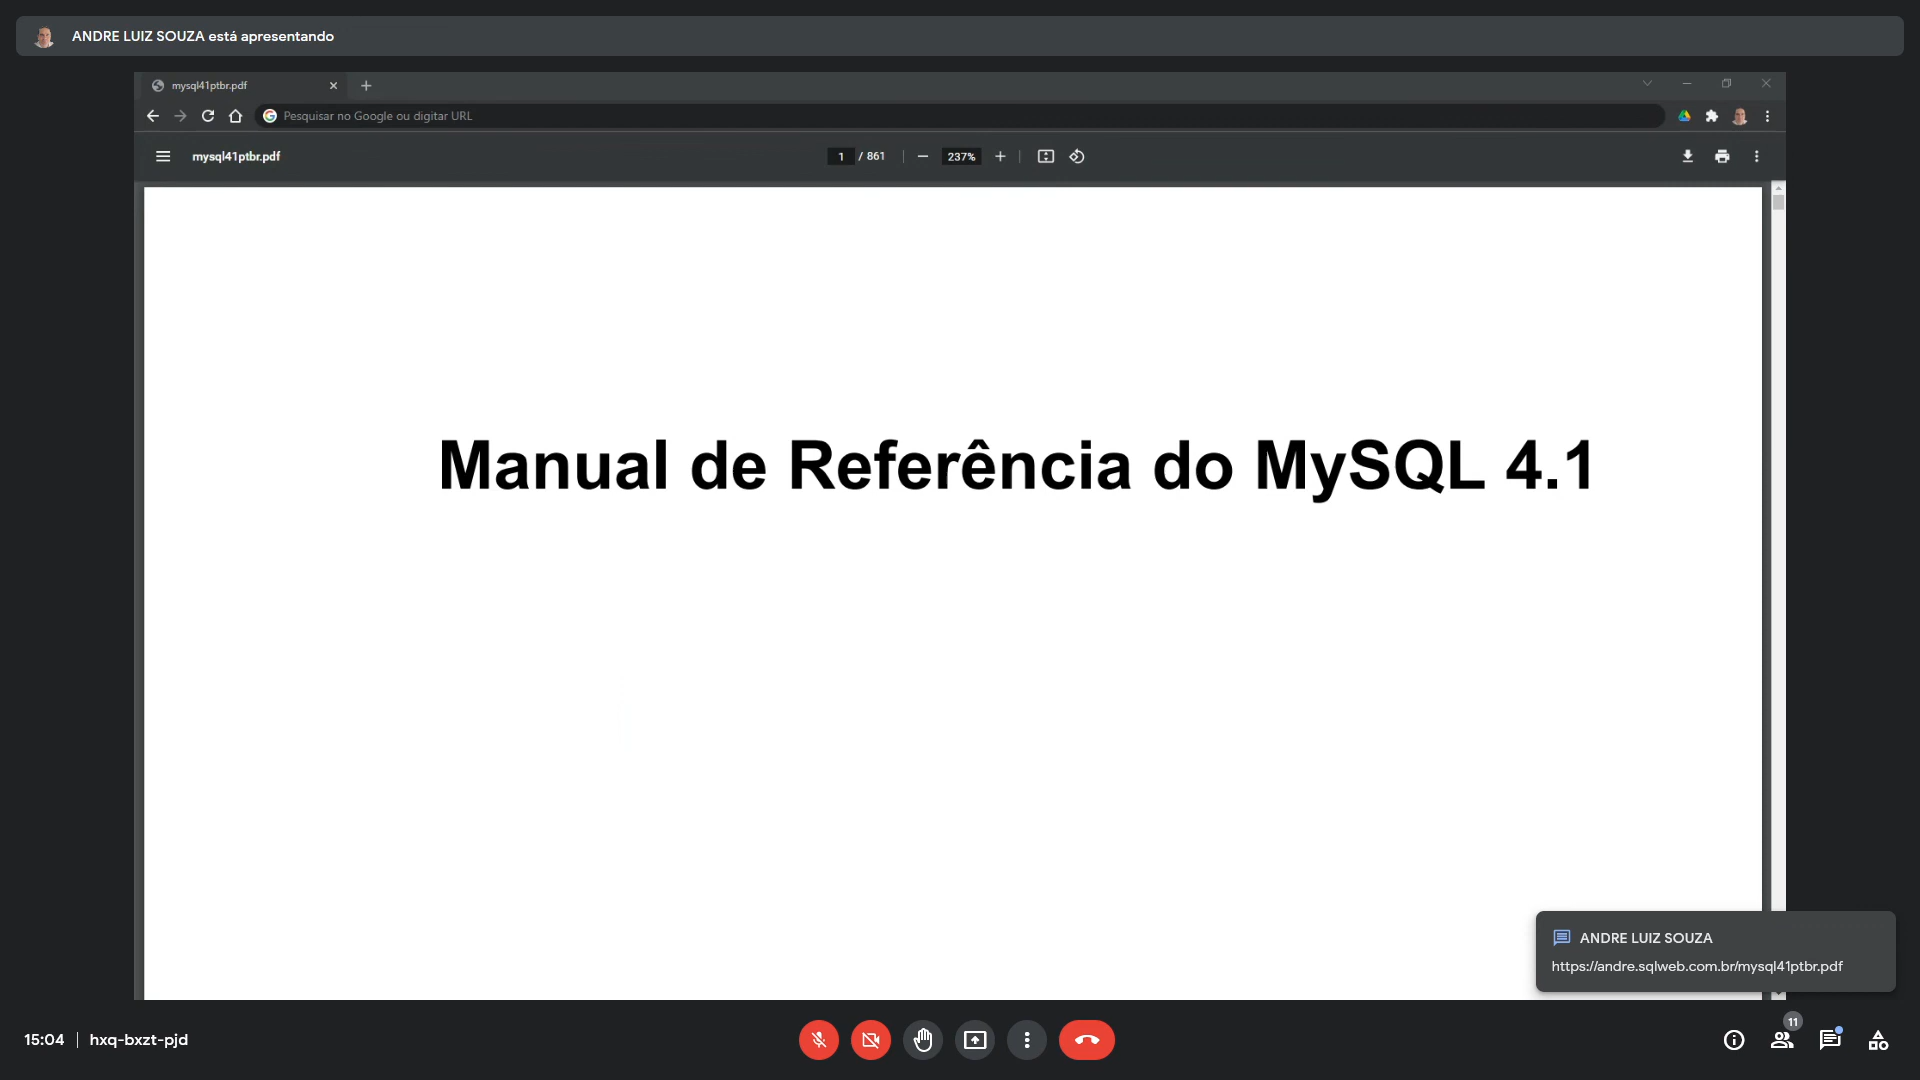 ANDRE LUIZ SOUZA está apresentando
mysql41ptbr.pdf
Pesquisar no Google ou digitar URL
mysql41ptbr.pdf
1 / 861
237%
Manual de Referência do MySQL 4.1
ANDRE LUIZ SOUZA
https://andre.sqlweb.com.br/mysql41ptbr.pdf
15:04 | hxq-bxzt-pjd
11